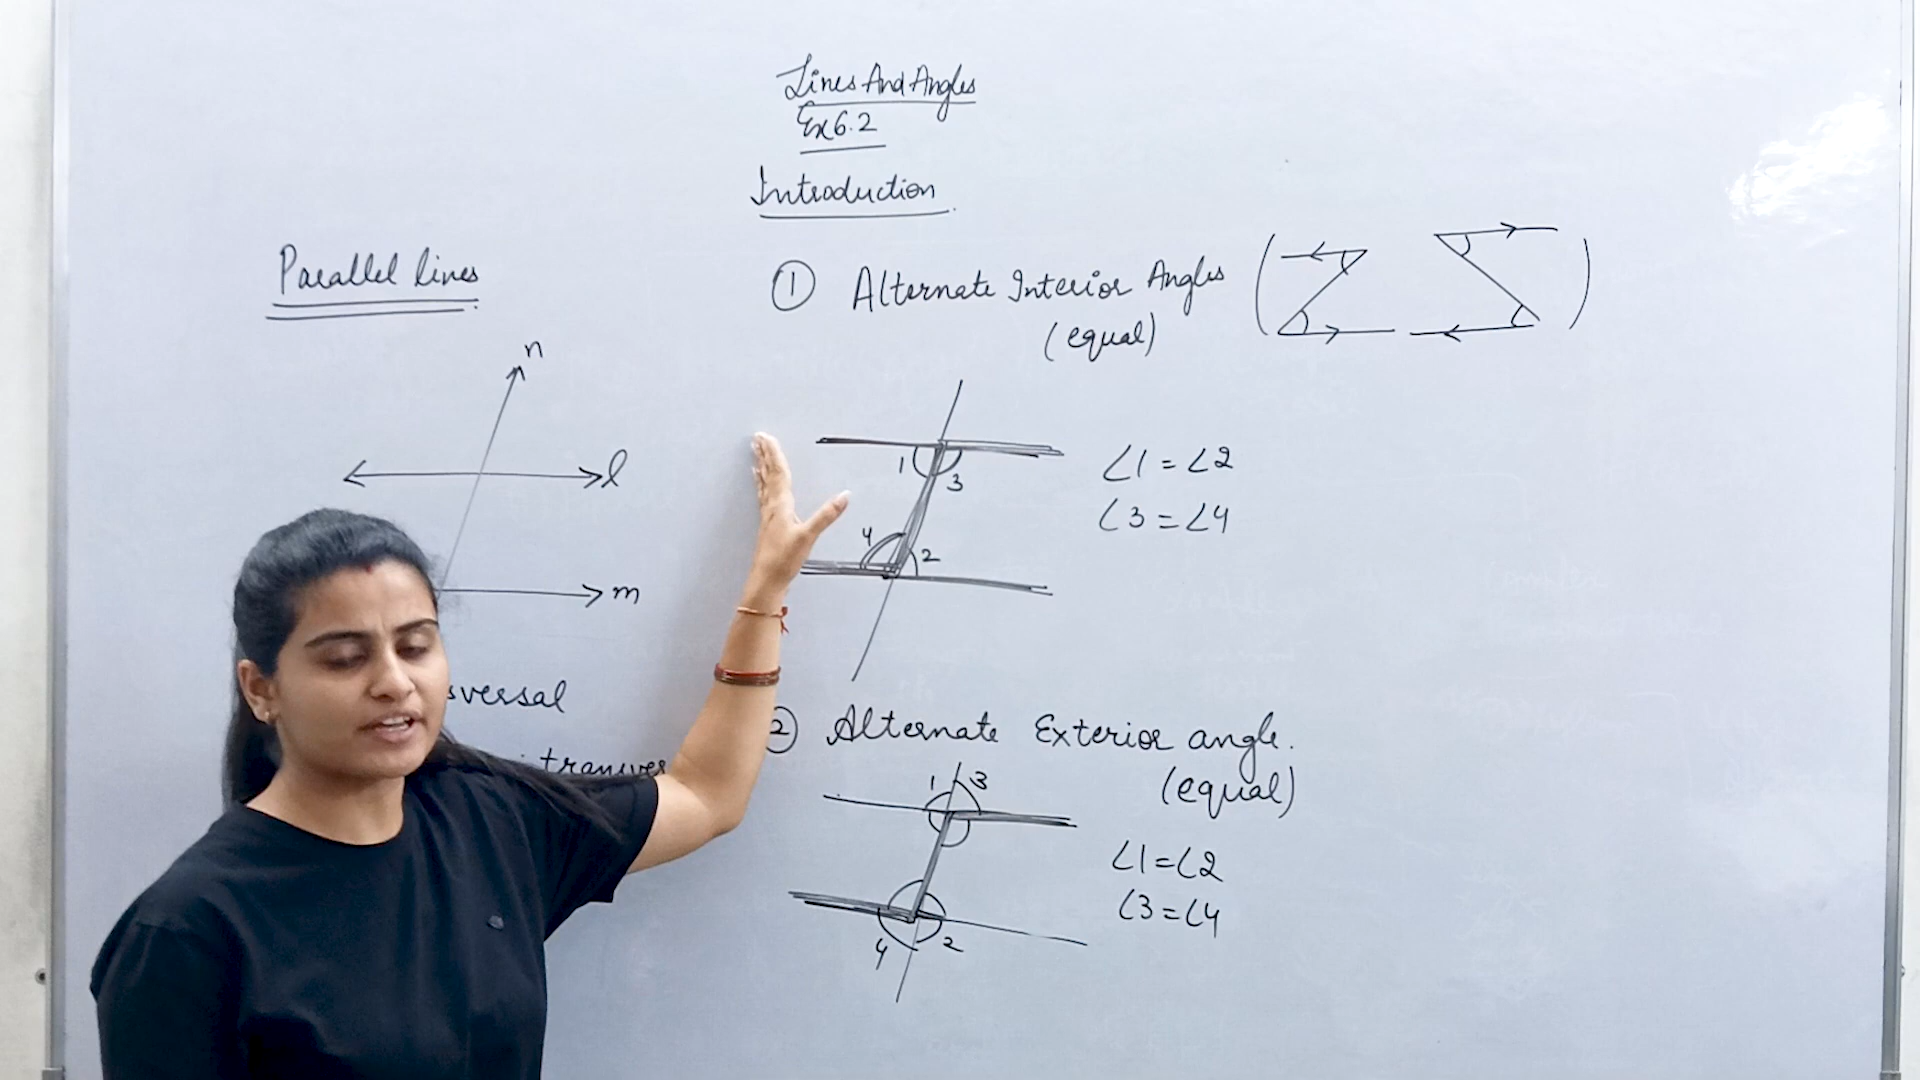 Lines And Angles
Ex 6.2
Introduction
Parallel lines
n
l
m
① Alternate Interior Angles
(equal)
1
3
4
2
∠1 = ∠2
∠3 = ∠4
② Alternate Exterior angle.
(equal)
1
3
4
2
∠1 = ∠2
∠3 = ∠4